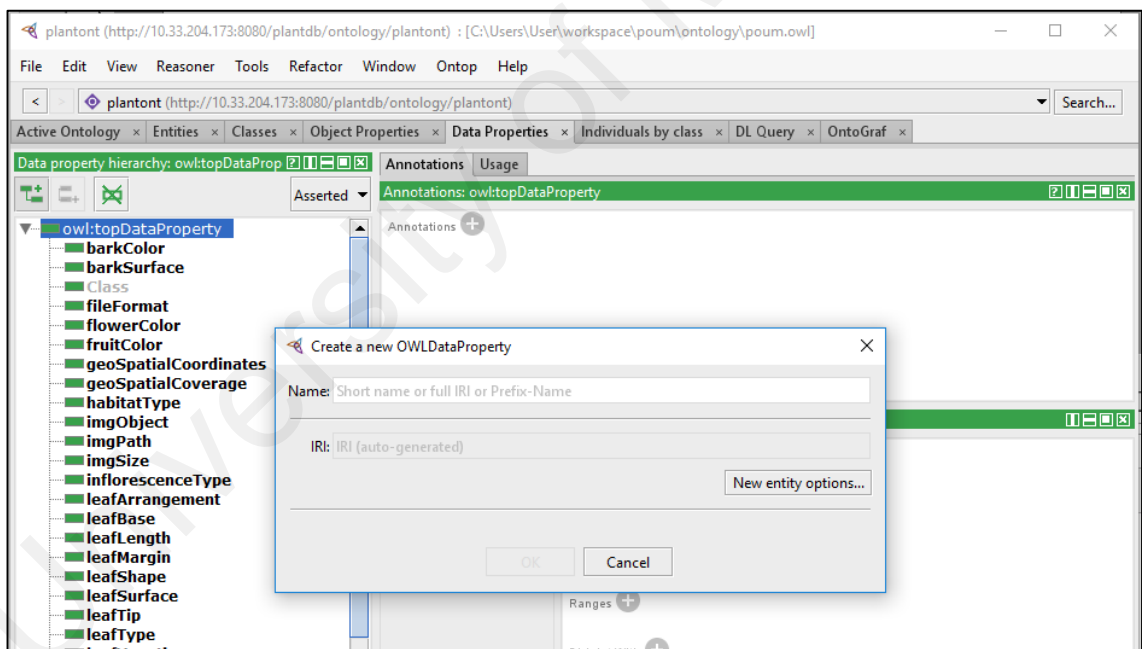 plantont (http://10.33.204.173:8080/plantdb/ontology/plantont) : [C:\Users\User\workspace\poum\ontology\poum.owl]
File Edit View Reasoner Tools Refactor Window Ontop Help
< > plantont (http://10.33.204.173:8080/plantdb/ontology/plantont) Search...
Active Ontology × Entities × Classes × Object Properties × Data Properties × Individuals by class × DL Query × OntoGraf ×
Data property hierarchy: owl:topDataProp
Annotations Usage
Asserted
Annotations: owl:topDataProperty
Annotations
owl:topDataProperty
barkColor
barkSurface
Class
fileFormat
flowerColor
fruitColor
geoSpatialCoordinates
geoSpatialCoverage
habitatType
imgObject
imgPath
imgSize
inflorescenceType
leafArrangement
leafBase
leafLength
leafMargin
leafShape
leafSurface
leafTip
leafType
Create a new OWLDataProperty
Name: Short name or full IRI or Prefix-Name
IRI: IRI (auto-generated)
New entity options...
OK Cancel
Ranges
University of